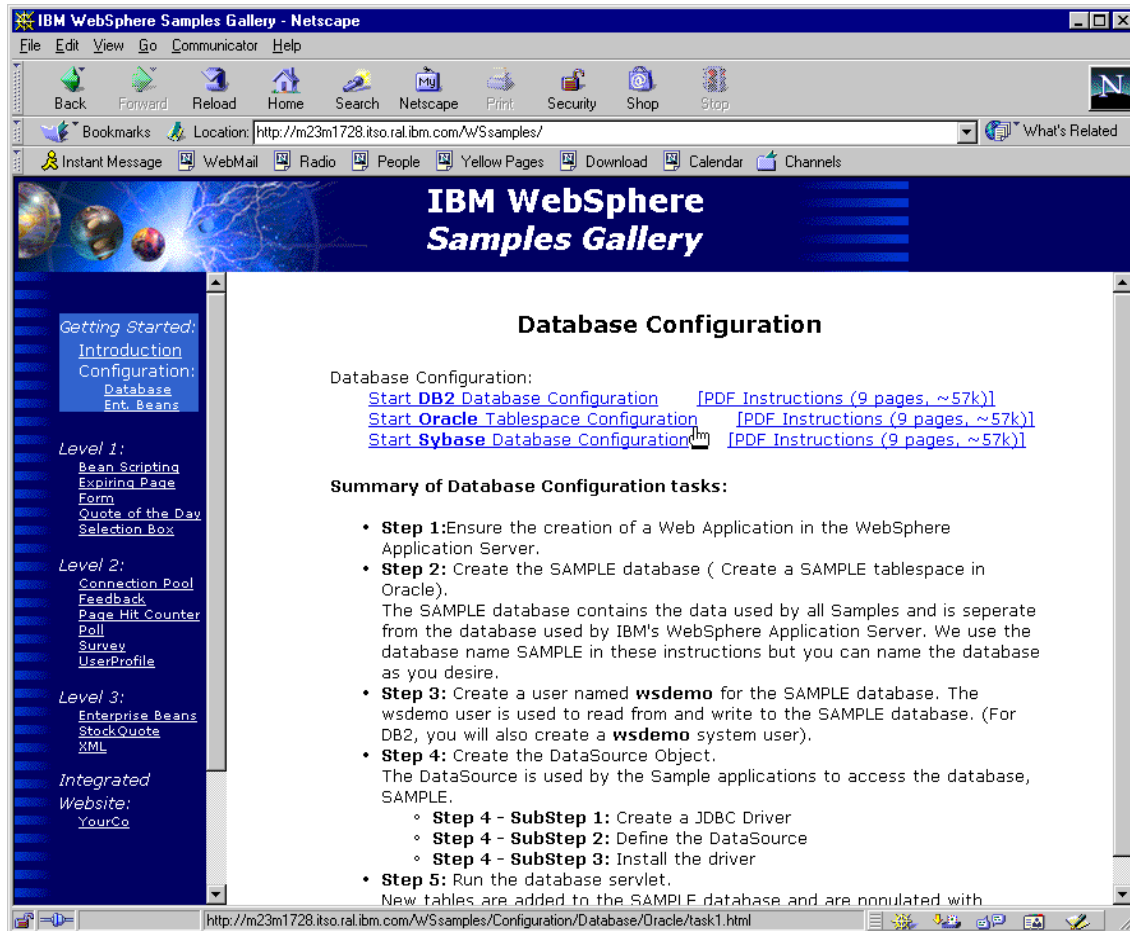 IBM WebSphere Samples Gallery - Netscape
File Edit View Go Communicator Help
Back Forward Reload Home Search Netscape Print Security Shop Stop
My
N
Bookmarks Location: http://m23m1728.itso.ral.ibm.com/WSsamples/ What's Related
Instant Message WebMail Radio People Yellow Pages Download Calendar Channels
IBM WebSphere
Samples Gallery
Getting Started:
Introduction
Configuration:
Database
Ent. Beans
Level 1:
Bean Scripting
Expiring Page
Form
Quote of the Day
Selection Box
Level 2:
Connection Pool
Feedback
Page Hit Counter
Poll
Survey
UserProfile
Level 3:
Enterprise Beans
StockQuote
XML
Integrated
Website:
YourCo
Database Configuration
Database Configuration:
Start DB2 Database Configuration [PDF Instructions (9 pages, ~57k)]
Start Oracle Tablespace Configuration [PDF Instructions (9 pages, ~57k)]
Start Sybase Database Configuration [PDF Instructions (9 pages, ~57k)]
Summary of Database Configuration tasks:
• Step 1:Ensure the creation of a Web Application in the WebSphere
Application Server.
• Step 2: Create the SAMPLE database ( Create a SAMPLE tablespace in
Oracle).
The SAMPLE database contains the data used by all Samples and is seperate
from the database used by IBM's WebSphere Application Server. We use the
database name SAMPLE in these instructions but you can name the database
as you desire.
• Step 3: Create a user named wsdemo for the SAMPLE database. The
wsdemo user is used to read from and write to the SAMPLE database. (For
DB2, you will also create a wsdemo system user).
• Step 4: Create the DataSource Object.
The DataSource is used by the Sample applications to access the database,
SAMPLE.
◦ Step 4 - SubStep 1: Create a JDBC Driver
◦ Step 4 - SubStep 2: Define the DataSource
◦ Step 4 - SubStep 3: Install the driver
• Step 5: Run the database servlet.
New tables are added to the SAMPLE database and are populated with
http://m23m1728.itso.ral.ibm.com/WSsamples/Configuration/Database/Oracle/task1.html